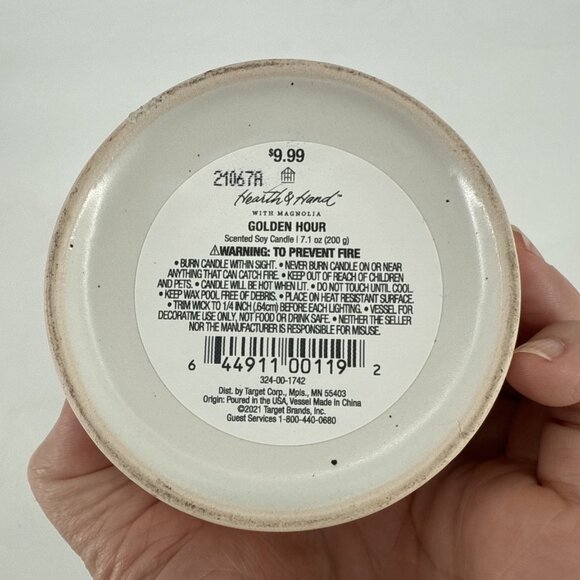 $9.99
21067A
Hearth & Hand™
WITH MAGNOLIA
GOLDEN HOUR
Scented Soy Candle | 7.1 oz (200 g)
⚠WARNING: TO PREVENT FIRE
• BURN CANDLE WITHIN SIGHT. • NEVER BURN CANDLE ON OR NEAR
ANYTHING THAT CAN CATCH FIRE. • KEEP OUT OF REACH OF CHILDREN
AND PETS. • CANDLE WILL BE HOT WHEN LIT. • DO NOT TOUCH UNTIL COOL.
• KEEP WAX POOL FREE OF DEBRIS. • PLACE ON HEAT RESISTANT SURFACE.
• TRIM WICK TO 1/4 INCH (.64cm) BEFORE EACH LIGHTING. • VESSEL FOR
DECORATIVE USE ONLY, NOT FOOD OR DRINK SAFE. • NEITHER THE SELLER
NOR THE MANUFACTURER IS RESPONSIBLE FOR MISUSE.
6 44911 00119 2
324-00-1742
Dist. by Target Corp., Mpls., MN 55403
Origin: Poured in the USA, Vessel Made in China
©2021 Target Brands, Inc.
Guest Services 1-800-440-0680